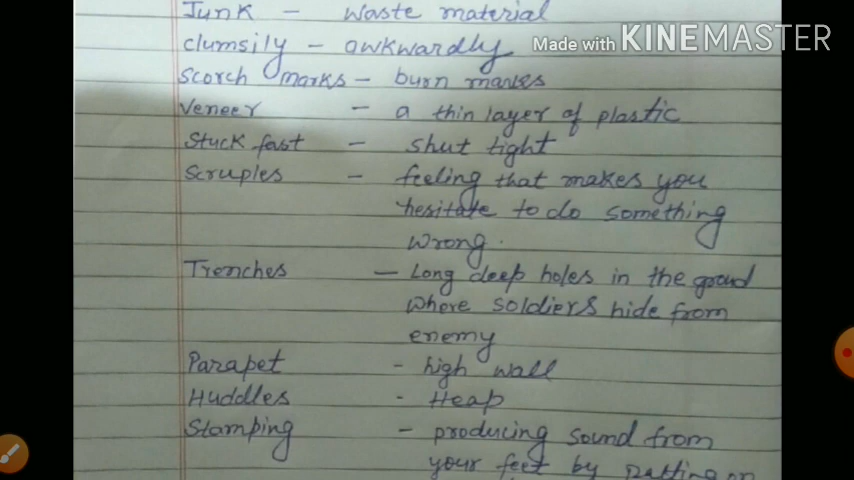 Junk - waste material
clumsily - awkwardly
Made with KINEMASTER
Scorch marks - burn marks
Veneer - a thin layer of plastic
Stuck fast - shut tight
Scruples - feeling that makes you
hesitate to do something
wrong.
Trenches - Long deep holes in the ground
where soldiers hide from
enemy
Parapet - high wall
Huddles - Heap
Stamping - producing sound from
your feet by patting on